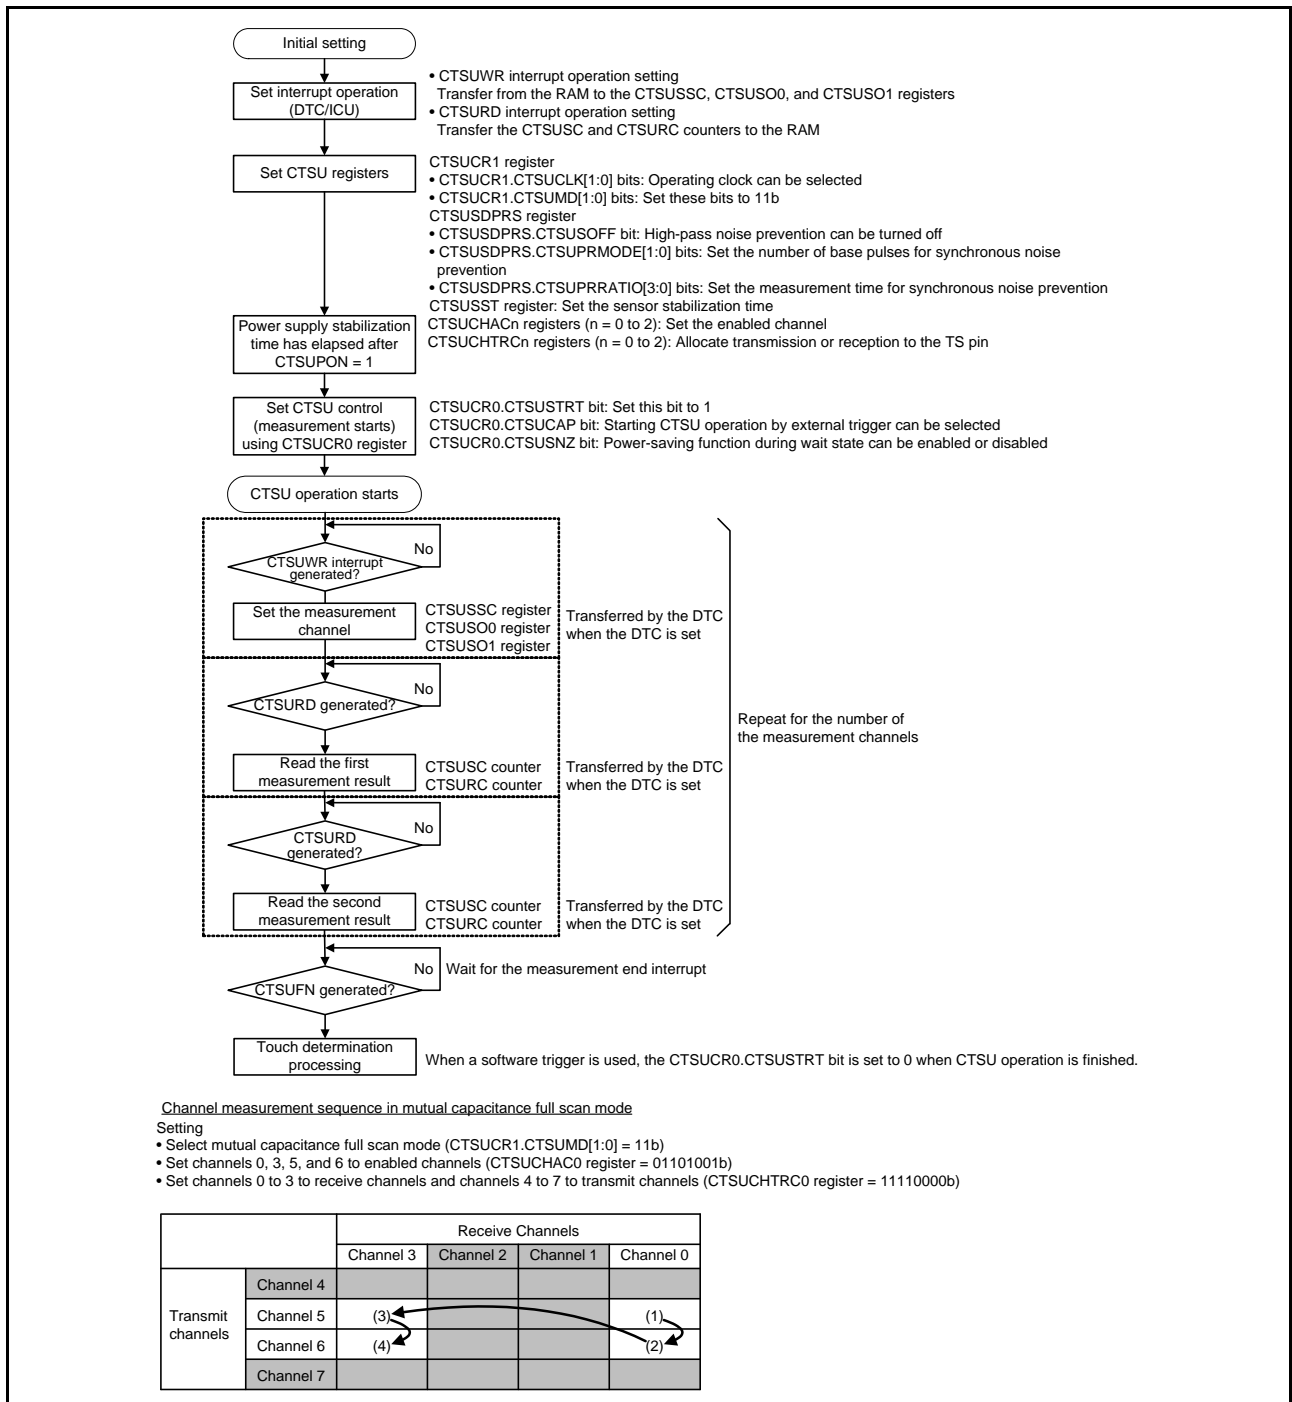 Initial setting
Set interrupt operation
(DTC/ICU)
• CTSUWR interrupt operation setting
Transfer from the RAM to the CTSUSSC, CTSUSO0, and CTSUSO1 registers
• CTSURD interrupt operation setting
Transfer the CTSUSC and CTSURC counters to the RAM
Set CTSU registers
CTSUCR1 register
• CTSUCR1.CTSUCLK[1:0] bits: Operating clock can be selected
• CTSUCR1.CTSUMD[1:0] bits: Set these bits to 11b
CTSUSDPRS register
• CTSUSDPRS.CTSUSOFF bit: High-pass noise prevention can be turned off
• CTSUSDPRS.CTSUPRMODE[1:0] bits: Set the number of base pulses for synchronous noise
prevention
• CTSUSDPRS.CTSUPRRATIO[3:0] bits: Set the measurement time for synchronous noise prevention
CTSUSST register: Set the sensor stabilization time
CTSUCHACn registers (n = 0 to 2): Set the enabled channel
CTSUCHTRCn registers (n = 0 to 2): Allocate transmission or reception to the TS pin
Power supply stabilization
time has elapsed after
CTSUPON = 1
Set CTSU control
(measurement starts)
using CTSUCR0 register
CTSUCR0.CTSUSTRT bit: Set this bit to 1
CTSUCR0.CTSUCAP bit: Starting CTSU operation by external trigger can be selected
CTSUCR0.CTSUSNZ bit: Power-saving function during wait state can be enabled or disabled
CTSU operation starts
No
CTSUWR interrupt
generated?
Set the measurement
channel
CTSUSSC register
CTSUSO0 register
CTSUSO1 register
Transferred by the DTC
when the DTC is set
No
CTSURD generated?
Repeat for the number of
the measurement channels
Read the first
measurement result
CTSUSC counter
CTSURC counter
Transferred by the DTC
when the DTC is set
No
CTSURD
generated?
Read the second
measurement result
CTSUSC counter
CTSURC counter
Transferred by the DTC
when the DTC is set
No
Wait for the measurement end interrupt
CTSUFN generated?
Touch determination
processing
When a software trigger is used, the CTSUCR0.CTSUSTRT bit is set to 0 when CTSU operation is finished.
Channel measurement sequence in mutual capacitance full scan mode
Setting
• Select mutual capacitance full scan mode (CTSUCR1.CTSUMD[1:0] = 11b)
• Set channels 0, 3, 5, and 6 to enabled channels (CTSUCHAC0 register = 01101001b)
• Set channels 0 to 3 to receive channels and channels 4 to 7 to transmit channels (CTSUCHTRC0 register = 11110000b)
Receive Channels
Channel 3 Channel 2 Channel 1 Channel 0
Transmit
channels
Channel 4
Channel 5 (3) (1)
Channel 6 (4) (2)
Channel 7